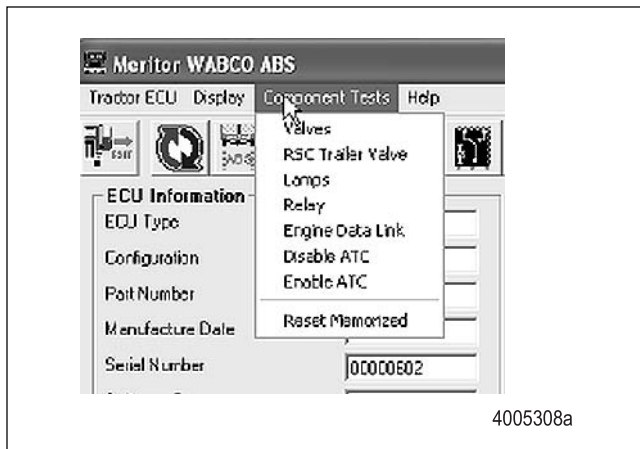 Meritor WABCO ABS
Tractor ECU Display Component Tests Help
Valves
RSC Trailer Valve
Lamps
Relay
Engine Data Link
Disable ATC
Enable ATC
Reset Memorized
ECU Information
ECU Type
Configuration
Part Number
Manufacture Date
Serial Number 00000602
4005308a